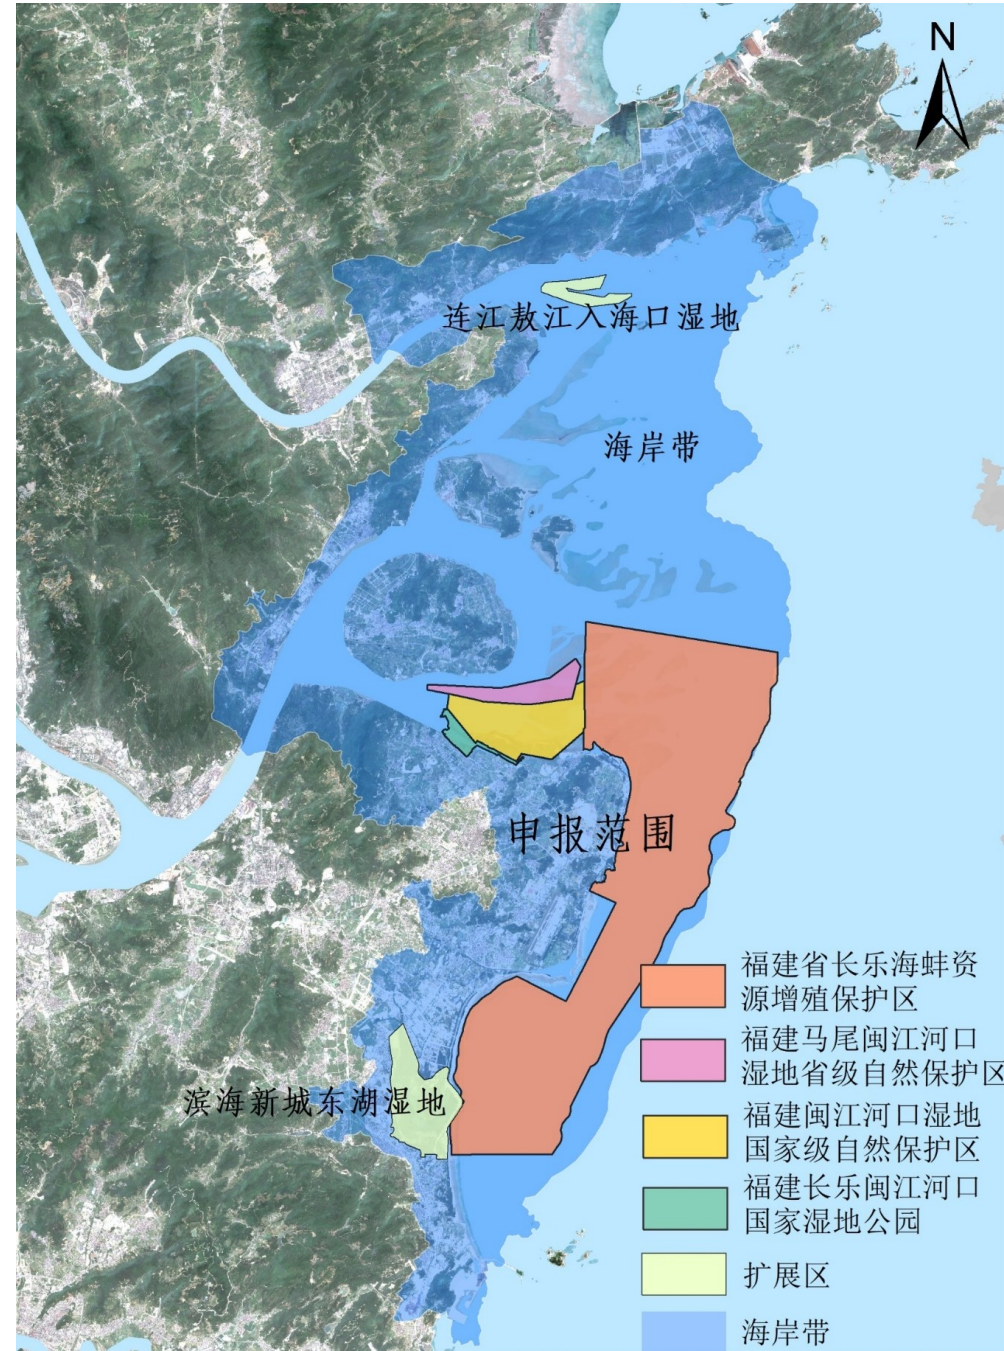 N
连江敖江入海口湿地
海岸带
申报范围
滨海新城东湖湿地
福建省长乐海蚌资
源增殖保护区
福建马尾闽江河口
湿地省级自然保护区
福建闽江河口湿地
国家级自然保护区
福建长乐闽江河口
国家湿地公园
扩展区
海岸带